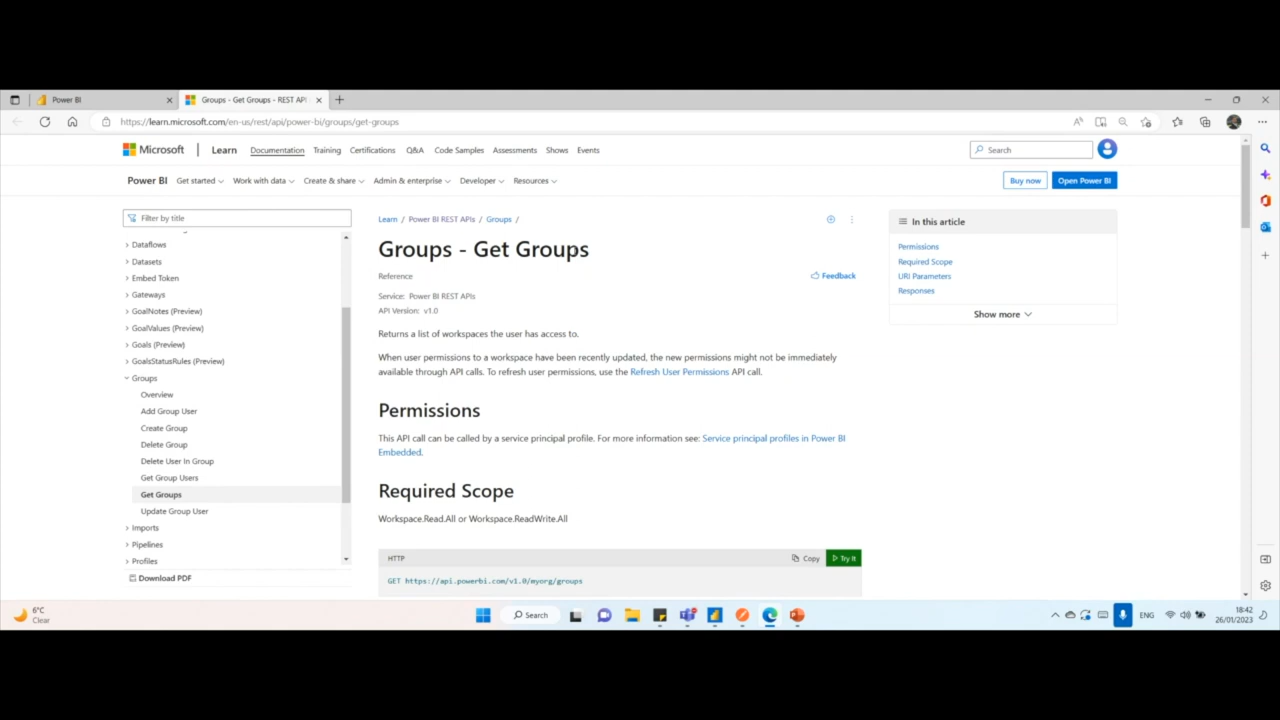 Power BI
Groups - Get Groups - REST API
https://learn.microsoft.com/en-us/rest/api/power-bi/groups/get-groups
Microsoft
Learn
Documentation
Training
Certifications
Q&A
Code Samples
Assessments
Shows
Events
Search
Power BI
Get started
Work with data
Create & share
Admin & enterprise
Developer
Resources
Buy now
Open Power BI
Filter by title
Dataflows
Datasets
Embed Token
Gateways
GoalNotes (Preview)
GoalValues (Preview)
Goals (Preview)
GoalsStatusRules (Preview)
Groups
Overview
Add Group User
Create Group
Delete Group
Delete User In Group
Get Group Users
Get Groups
Update Group User
Imports
Pipelines
Profiles
Download PDF
Learn / Power BI REST APIs / Groups /
Groups - Get Groups
Reference
Feedback
Service: Power BI REST APIs
API Version: v1.0
Returns a list of workspaces the user has access to.
When user permissions to a workspace have been recently updated, the new permissions might not be immediately
available through API calls. To refresh user permissions, use the Refresh User Permissions API call.
Permissions
This API call can be called by a service principal profile. For more information see: Service principal profiles in Power BI
Embedded.
Required Scope
Workspace.Read.All or Workspace.ReadWrite.All
HTTP
Copy
Try It
GET https://api.powerbi.com/v1.0/myorg/groups
In this article
Permissions
Required Scope
URI Parameters
Responses
Show more
6°C
Clear
Search
ENG
18:42
26/01/2023